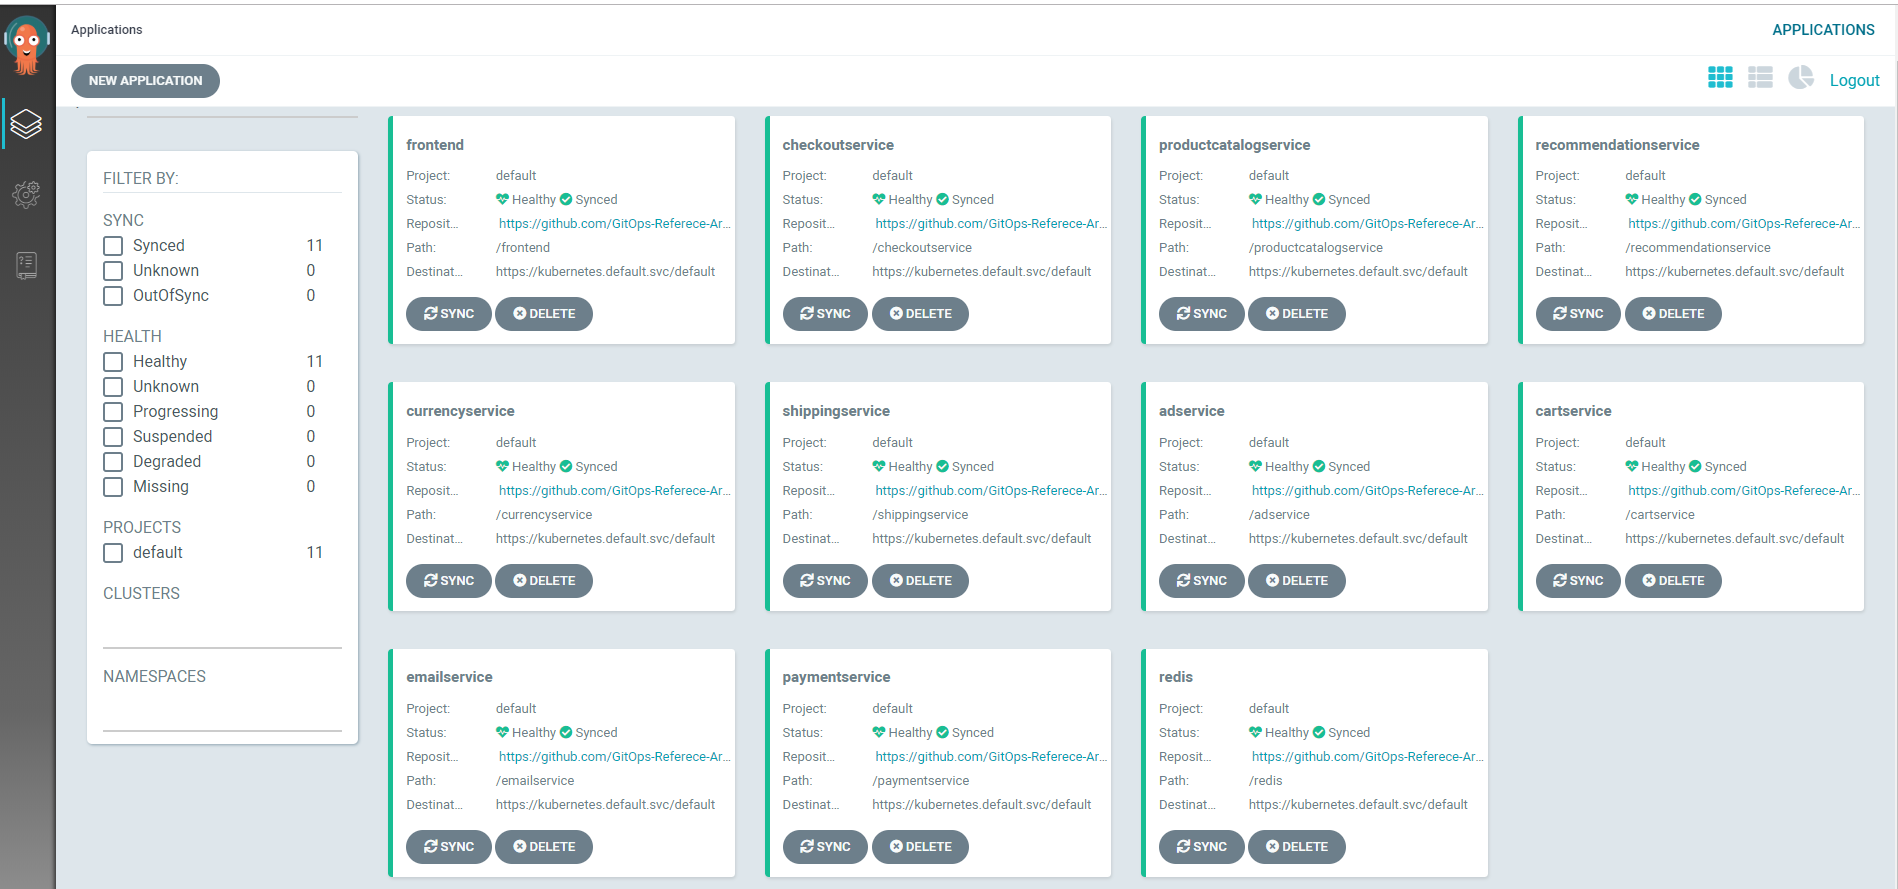 Applications
APPLICATIONS
NEW APPLICATION
Logout
FILTER BY:
SYNC
Synced 11
Unknown 0
OutOfSync 0
HEALTH
Healthy 11
Unknown 0
Progressing 0
Suspended 0
Degraded 0
Missing 0
PROJECTS
default 11
CLUSTERS
NAMESPACES
frontend
Project: default
Status: Healthy Synced
Reposit... https://github.com/GitOps-Referece-Ar...
Path: /frontend
Destinat... https://kubernetes.default.svc/default
SYNC DELETE
checkoutservice
Project: default
Status: Healthy Synced
Reposit... https://github.com/GitOps-Referece-Ar...
Path: /checkoutservice
Destinat... https://kubernetes.default.svc/default
SYNC DELETE
productcatalogservice
Project: default
Status: Healthy Synced
Reposit... https://github.com/GitOps-Referece-Ar...
Path: /productcatalogservice
Destinat... https://kubernetes.default.svc/default
SYNC DELETE
recommendationservice
Project: default
Status: Healthy Synced
Reposit... https://github.com/GitOps-Referece-Ar...
Path: /recommendationservice
Destinat... https://kubernetes.default.svc/default
SYNC DELETE
currencyservice
Project: default
Status: Healthy Synced
Reposit... https://github.com/GitOps-Referece-Ar...
Path: /currencyservice
Destinat... https://kubernetes.default.svc/default
SYNC DELETE
shippingservice
Project: default
Status: Healthy Synced
Reposit... https://github.com/GitOps-Referece-Ar...
Path: /shippingservice
Destinat... https://kubernetes.default.svc/default
SYNC DELETE
adservice
Project: default
Status: Healthy Synced
Reposit... https://github.com/GitOps-Referece-Ar...
Path: /adservice
Destinat... https://kubernetes.default.svc/default
SYNC DELETE
cartservice
Project: default
Status: Healthy Synced
Reposit... https://github.com/GitOps-Referece-Ar...
Path: /cartservice
Destinat... https://kubernetes.default.svc/default
SYNC DELETE
emailservice
Project: default
Status: Healthy Synced
Reposit... https://github.com/GitOps-Referece-Ar...
Path: /emailservice
Destinat... https://kubernetes.default.svc/default
SYNC DELETE
paymentservice
Project: default
Status: Healthy Synced
Reposit... https://github.com/GitOps-Referece-Ar...
Path: /paymentservice
Destinat... https://kubernetes.default.svc/default
SYNC DELETE
redis
Project: default
Status: Healthy Synced
Reposit... https://github.com/GitOps-Referece-Ar...
Path: /redis
Destinat... https://kubernetes.default.svc/default
SYNC DELETE